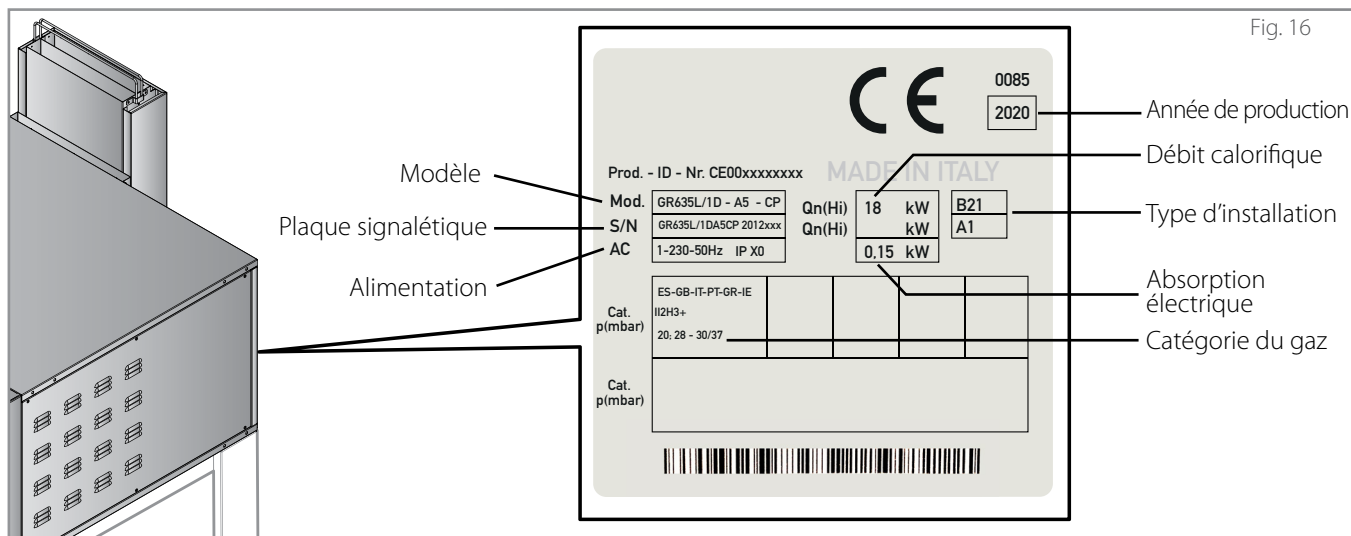 Fig. 16
CE
0085
2020
Année de production
Débit calorifique
Modèle
Plaque signalétique
Alimentation
Prod. - ID - Nr. CE00xxxxxxxx
MADE IN ITALY
Mod. GR635L/1D - A5 - CP Qn(Hi) 18 kW B21
S/N GR635L/1DA5CP 2012xxx Qn(Hi) kW A1
AC 1-230-50Hz IP X0 0,15 kW
Type d’installation
Absorption
électrique
Catégorie du gaz
Cat.
p(mbar)
ES-GB-IT-PT-GR-IE
II2H3+
20; 28 - 30/37
Cat.
p(mbar)